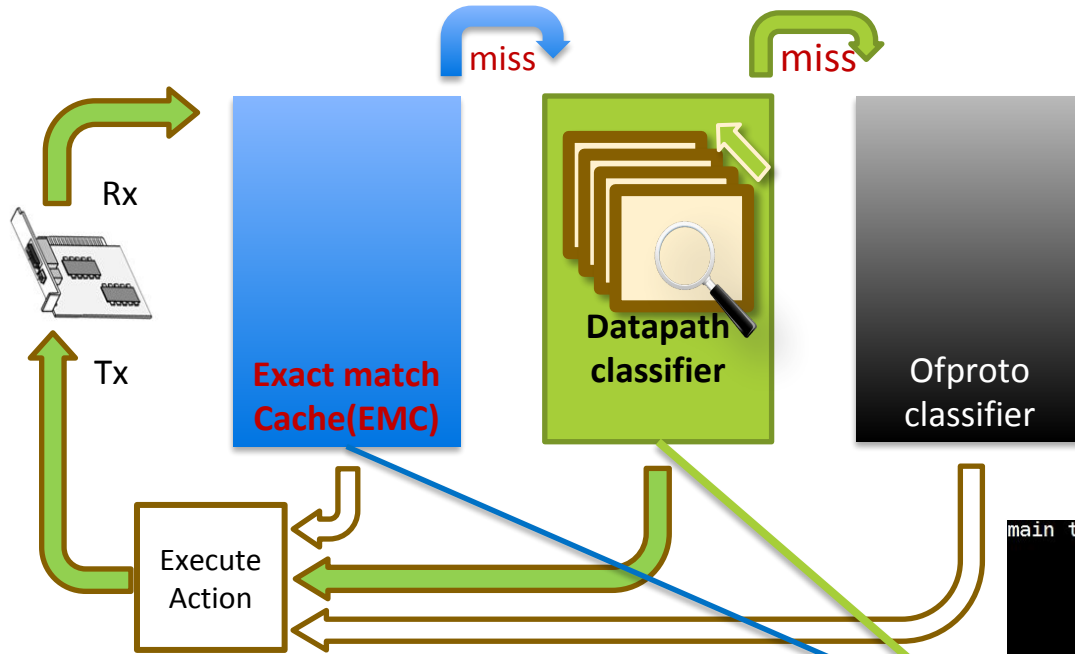 miss
miss
Rx
Tx
Exact match
Cache(EMC)
Datapath
classifier
Ofproto
classifier
Execute
Action
main t